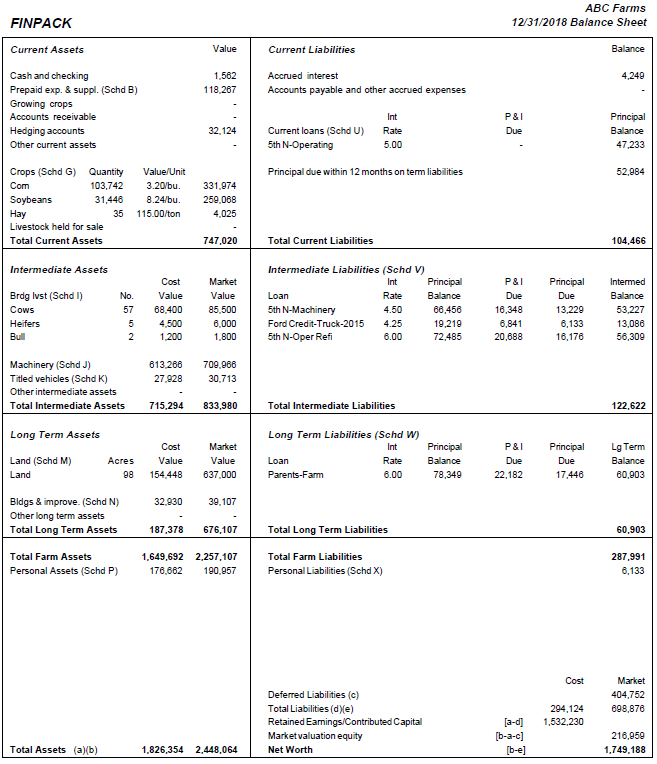 ABC Farms
FINPACK 12/31/2018 Balance Sheet
Current Assets Value
Cash and checking 1,562
Prepaid exp. & suppl. (Schd B) 118,267
Growing crops -
Accounts receivable -
Hedging accounts 32,124
Other current assets -
Crops (Schd G) Quantity Value/Unit
Corn 103,742 3.20/bu. 331,974
Soybeans 31,446 8.24/bu. 259,068
Hay 35 115.00/ton 4,025
Livestock held for sale -
Total Current Assets 747,020
Current Liabilities Balance
Accrued interest 4,249
Accounts payable and other accrued expenses -
Int P & I Principal
Current loans (Schd U) Rate Due Balance
5th N-Operating 5.00 - 47,233
Principal due within 12 months on term liabilities 52,984
Total Current Liabilities 104,466
Intermediate Assets
Cost Market
Brdg lvst (Schd I) No. Value Value
Cows 57 68,400 85,500
Heifers 5 4,500 6,000
Bull 2 1,200 1,800
Machinery (Schd J) 613,266 709,966
Titled vehicles (Schd K) 27,928 30,713
Other intermediate assets - -
Total Intermediate Assets 715,294 833,980
Intermediate Liabilities (Schd V)
Int Principal P & I Principal Intermed
Loan Rate Balance Due Due Balance
5th N-Machinery 4.50 66,456 16,348 13,229 53,227
Ford Credit-Truck-2015 4.25 19,219 6,841 6,133 13,086
5th N-Oper Refi 6.00 72,485 20,688 16,176 56,309
Total Intermediate Liabilities 122,622
Long Term Assets
Cost Market
Land (Schd M) Acres Value Value
Land 98 154,448 637,000
Bldgs & improve. (Schd N) 32,930 39,107
Other long term assets - -
Total Long Term Assets 187,378 676,107
Long Term Liabilities (Schd W)
Int Principal P & I Principal Lg Term
Loan Rate Balance Due Due Balance
Parents-Farm 6.00 78,349 22,182 17,446 60,903
Total Long Term Liabilities 60,903
Total Farm Assets 1,649,692 2,257,107
Personal Assets (Schd P) 176,662 190,957
Total Assets (a)(b) 1,826,354 2,448,064
Total Farm Liabilities 287,991
Personal Liabilities (Schd X) 6,133
Cost Market
Deferred Liabilities (c) 404,752
Total Liabilities (d)(e) 294,124 698,876
Retained Earnings/Contributed Capital [a-d] 1,532,230
Market valuation equity [b-a-c] 216,959
Net Worth [b-e] 1,749,188